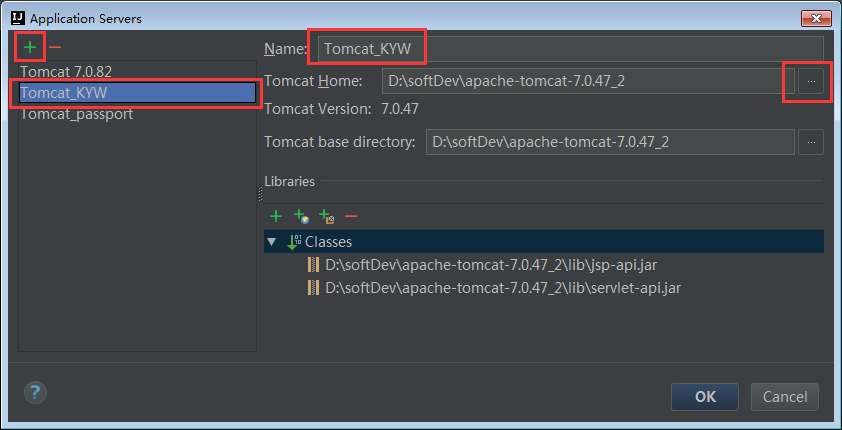 Application Servers
Name: Tomcat_KYW
Tomcat 7.0.82
Tomcat_KYW
Tomcat_passport
Tomcat Home: D:\softDev\apache-tomcat-7.0.47_2 ...
Tomcat Version: 7.0.47
Tomcat base directory: D:\softDev\apache-tomcat-7.0.47_2 ...
Libraries
Classes
D:\softDev\apache-tomcat-7.0.47_2\lib\jsp-api.jar
D:\softDev\apache-tomcat-7.0.47_2\lib\servlet-api.jar
? OK Cancel